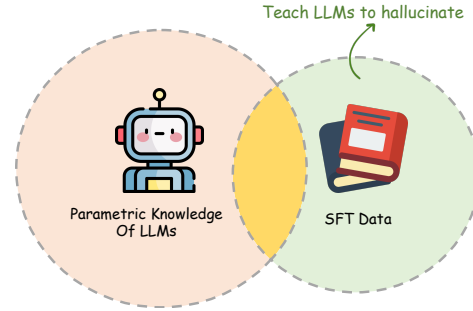 Teach LLMs to hallucinate
Parametric Knowledge
Of LLMs
SFT Data